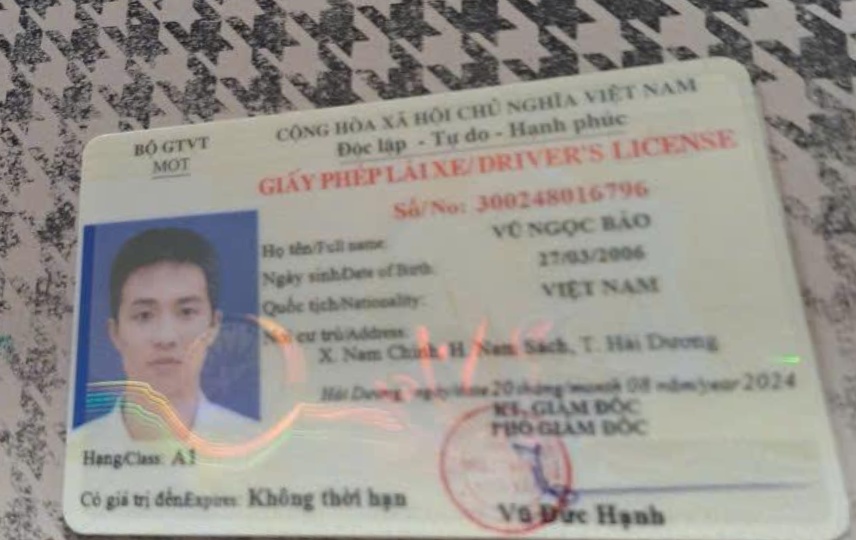 BỘ GTVT
MOT
CỘNG HÒA XÃ HỘI CHỦ NGHĨA VIỆT NAM
Độc lập - Tự do - Hạnh phúc
GIẤY PHÉP LÁI XE/DRIVER'S LICENSE
Số/No: 300248016796
Họ tên/Full name: VŨ NGỌC BẢO
Ngày sinh/Date of Birth: 27/03/2006
Quốc tịch/Nationality: VIỆT NAM
Nơi cư trú/Address:
X. Nam Chính, H. Nam Sách, T. Hải Dương
Hải Dương, ngày/date 20 tháng/month 08 năm/year 2024
KT. GIÁM ĐỐC
PHÓ GIÁM ĐỐC
Hạng/Class: A1
Có giá trị đến/Expires: Không thời hạn
Vũ Đức Hạnh